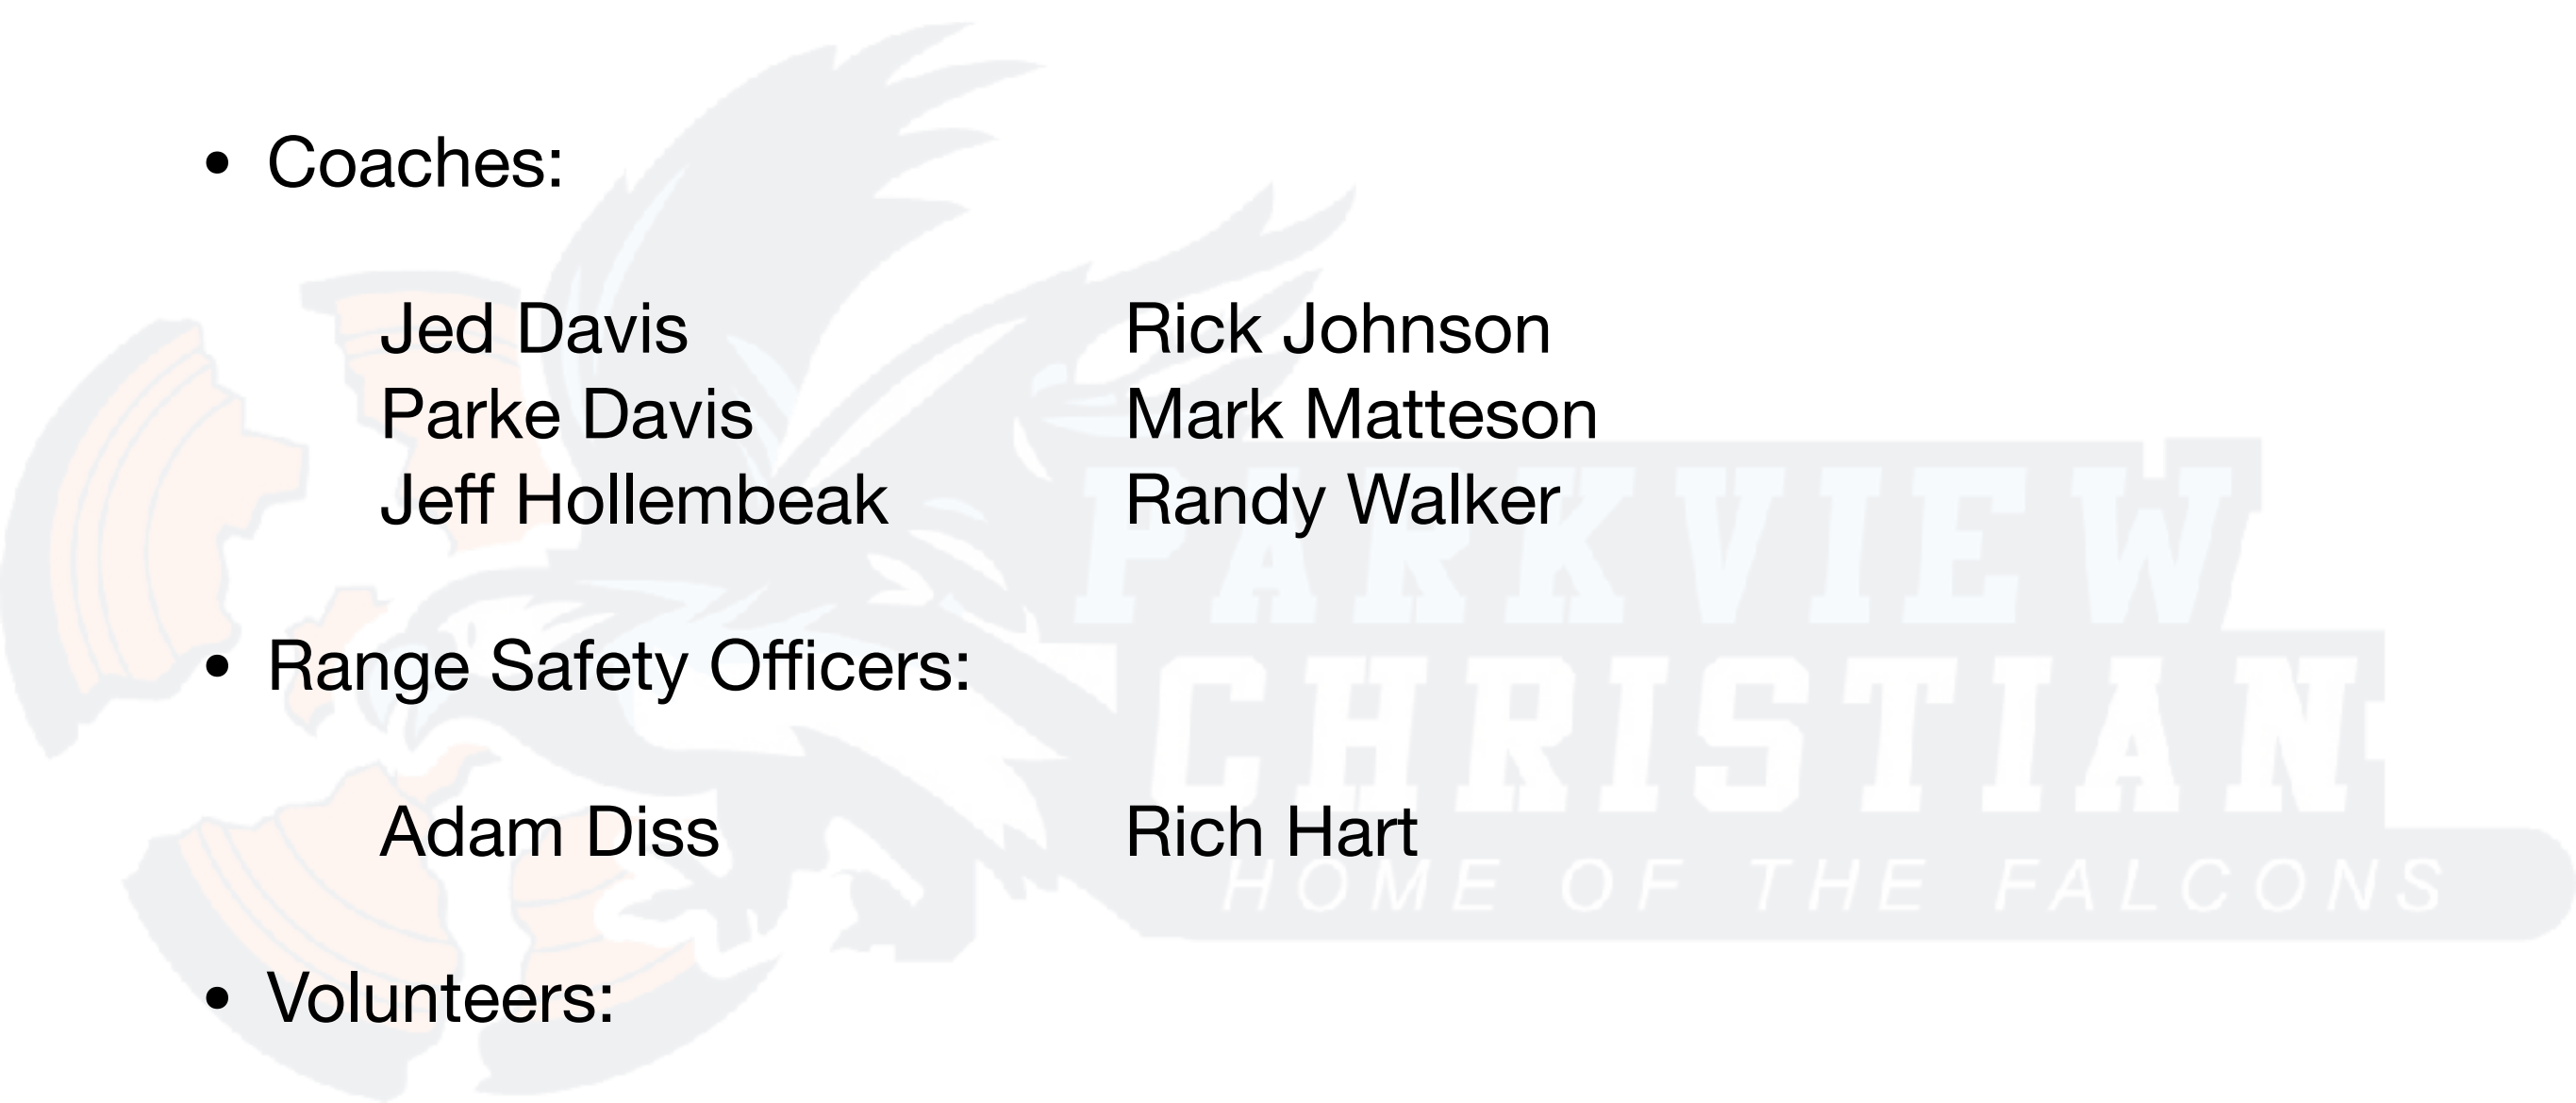 • Coaches:
Jed Davis Rick Johnson
Parke Davis Mark Matteson
Jeff Hollembeak Randy Walker
• Range Safety Officers:
Adam Diss Rich Hart
• Volunteers:
PARKVIEW
CHRISTIAN
HOME OF THE FALCONS